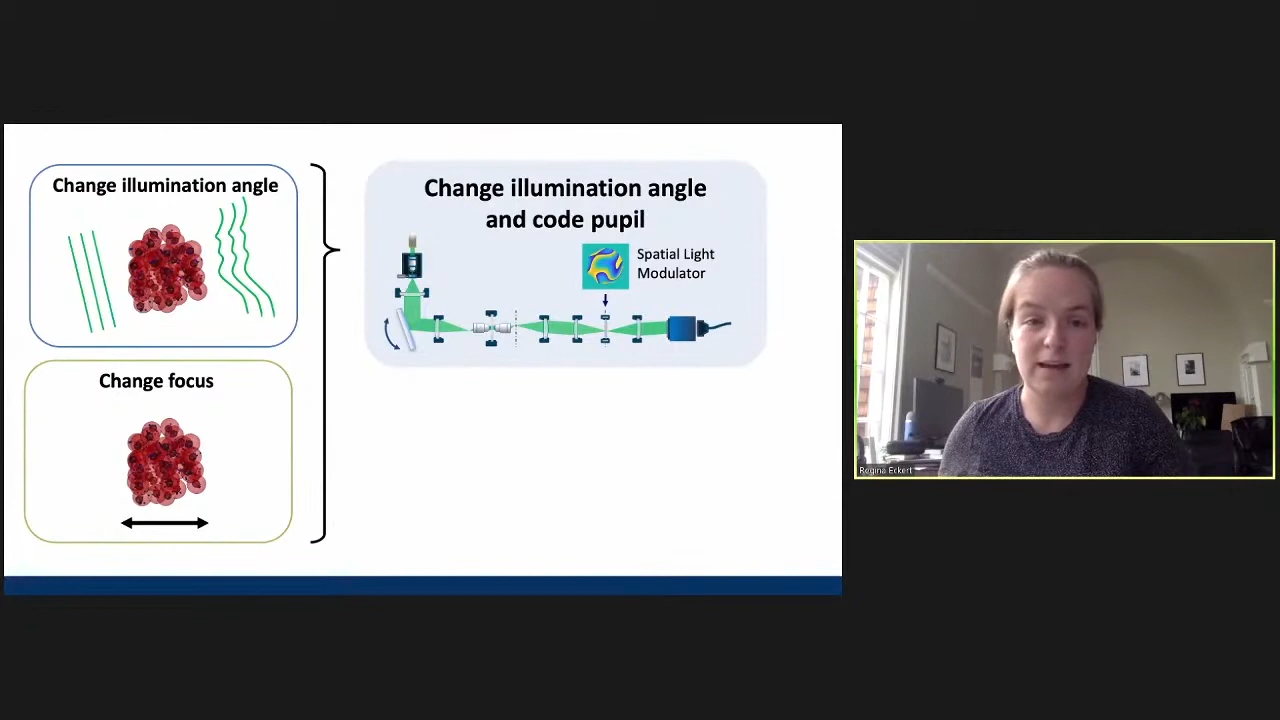 Change illumination angle
Change focus
Change illumination angle
and code pupil
Spatial Light
Modulator
Regina Eckert